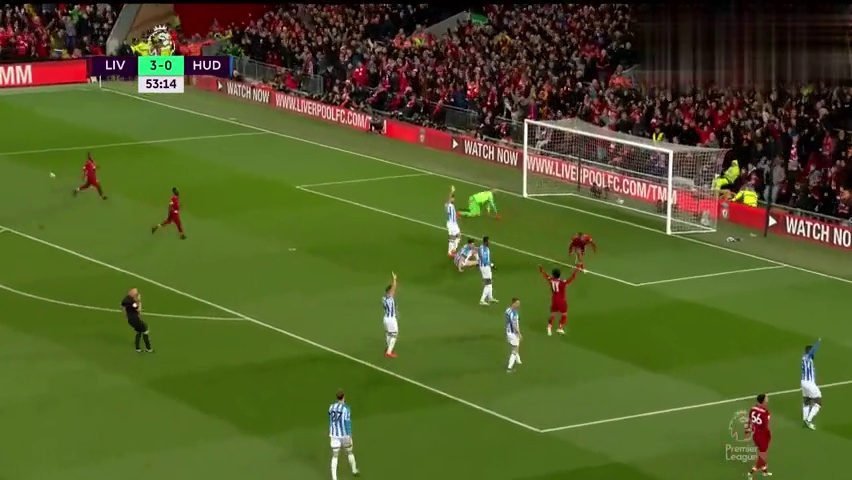 LIV 3-0 HUD
53:14
MM
WATCH NOW WWW.LIVERPOOLFC.COM/T
WATCH NOW WWW.LIVERPOOLFC.COM/TMM
WATCH NOW
11
66
Premier
League